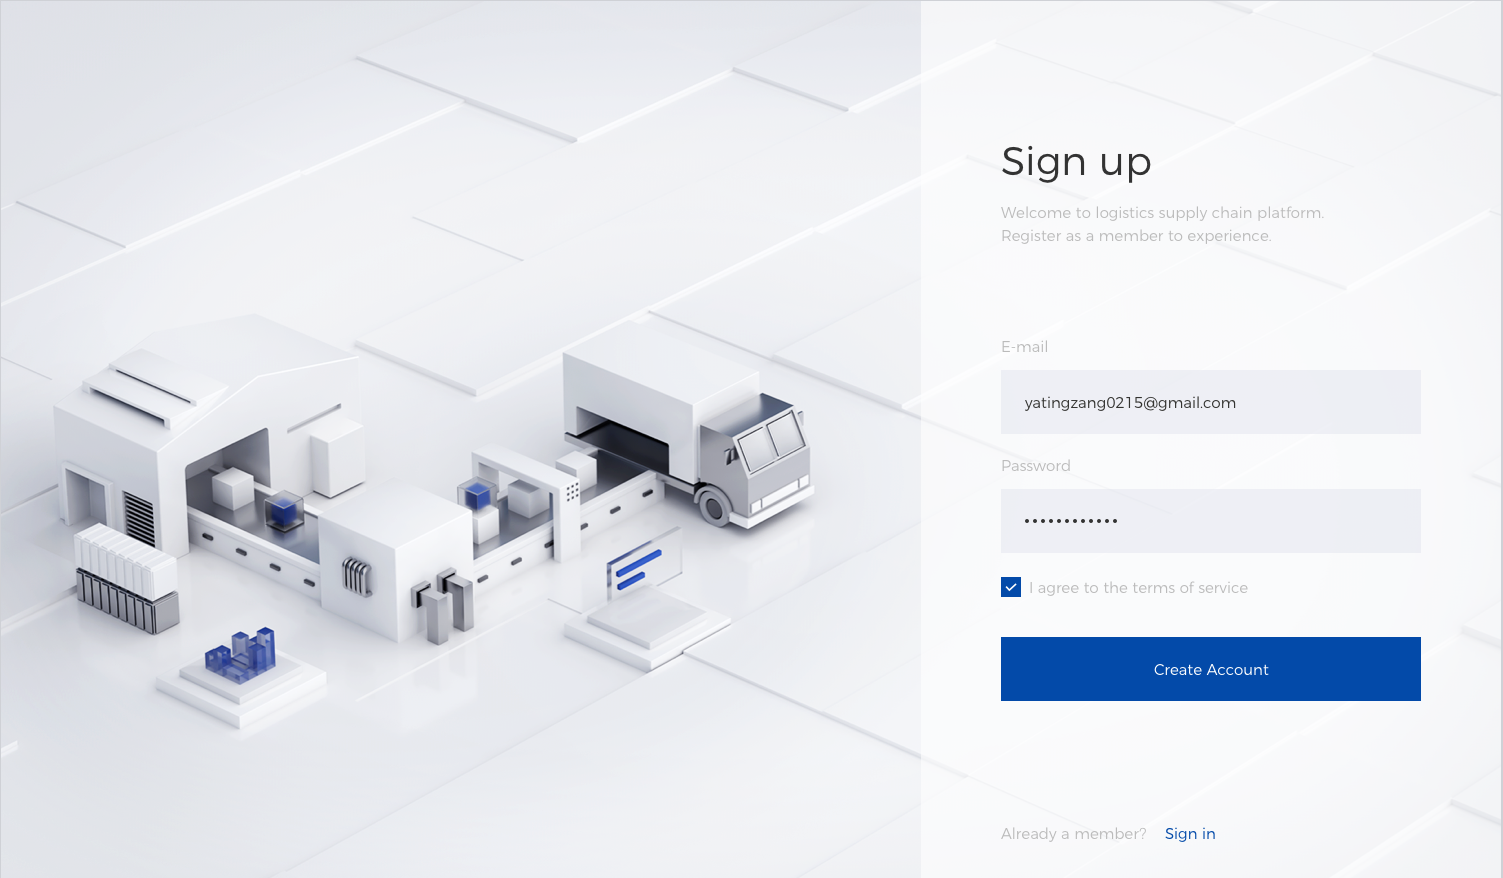 Sign up
Welcome to logistics supply chain platform.
Register as a member to experience.
E-mail
yatingzang0215@gmail.com
Password
••••••••••••
I agree to the terms of service
Create Account
Already a member? Sign in